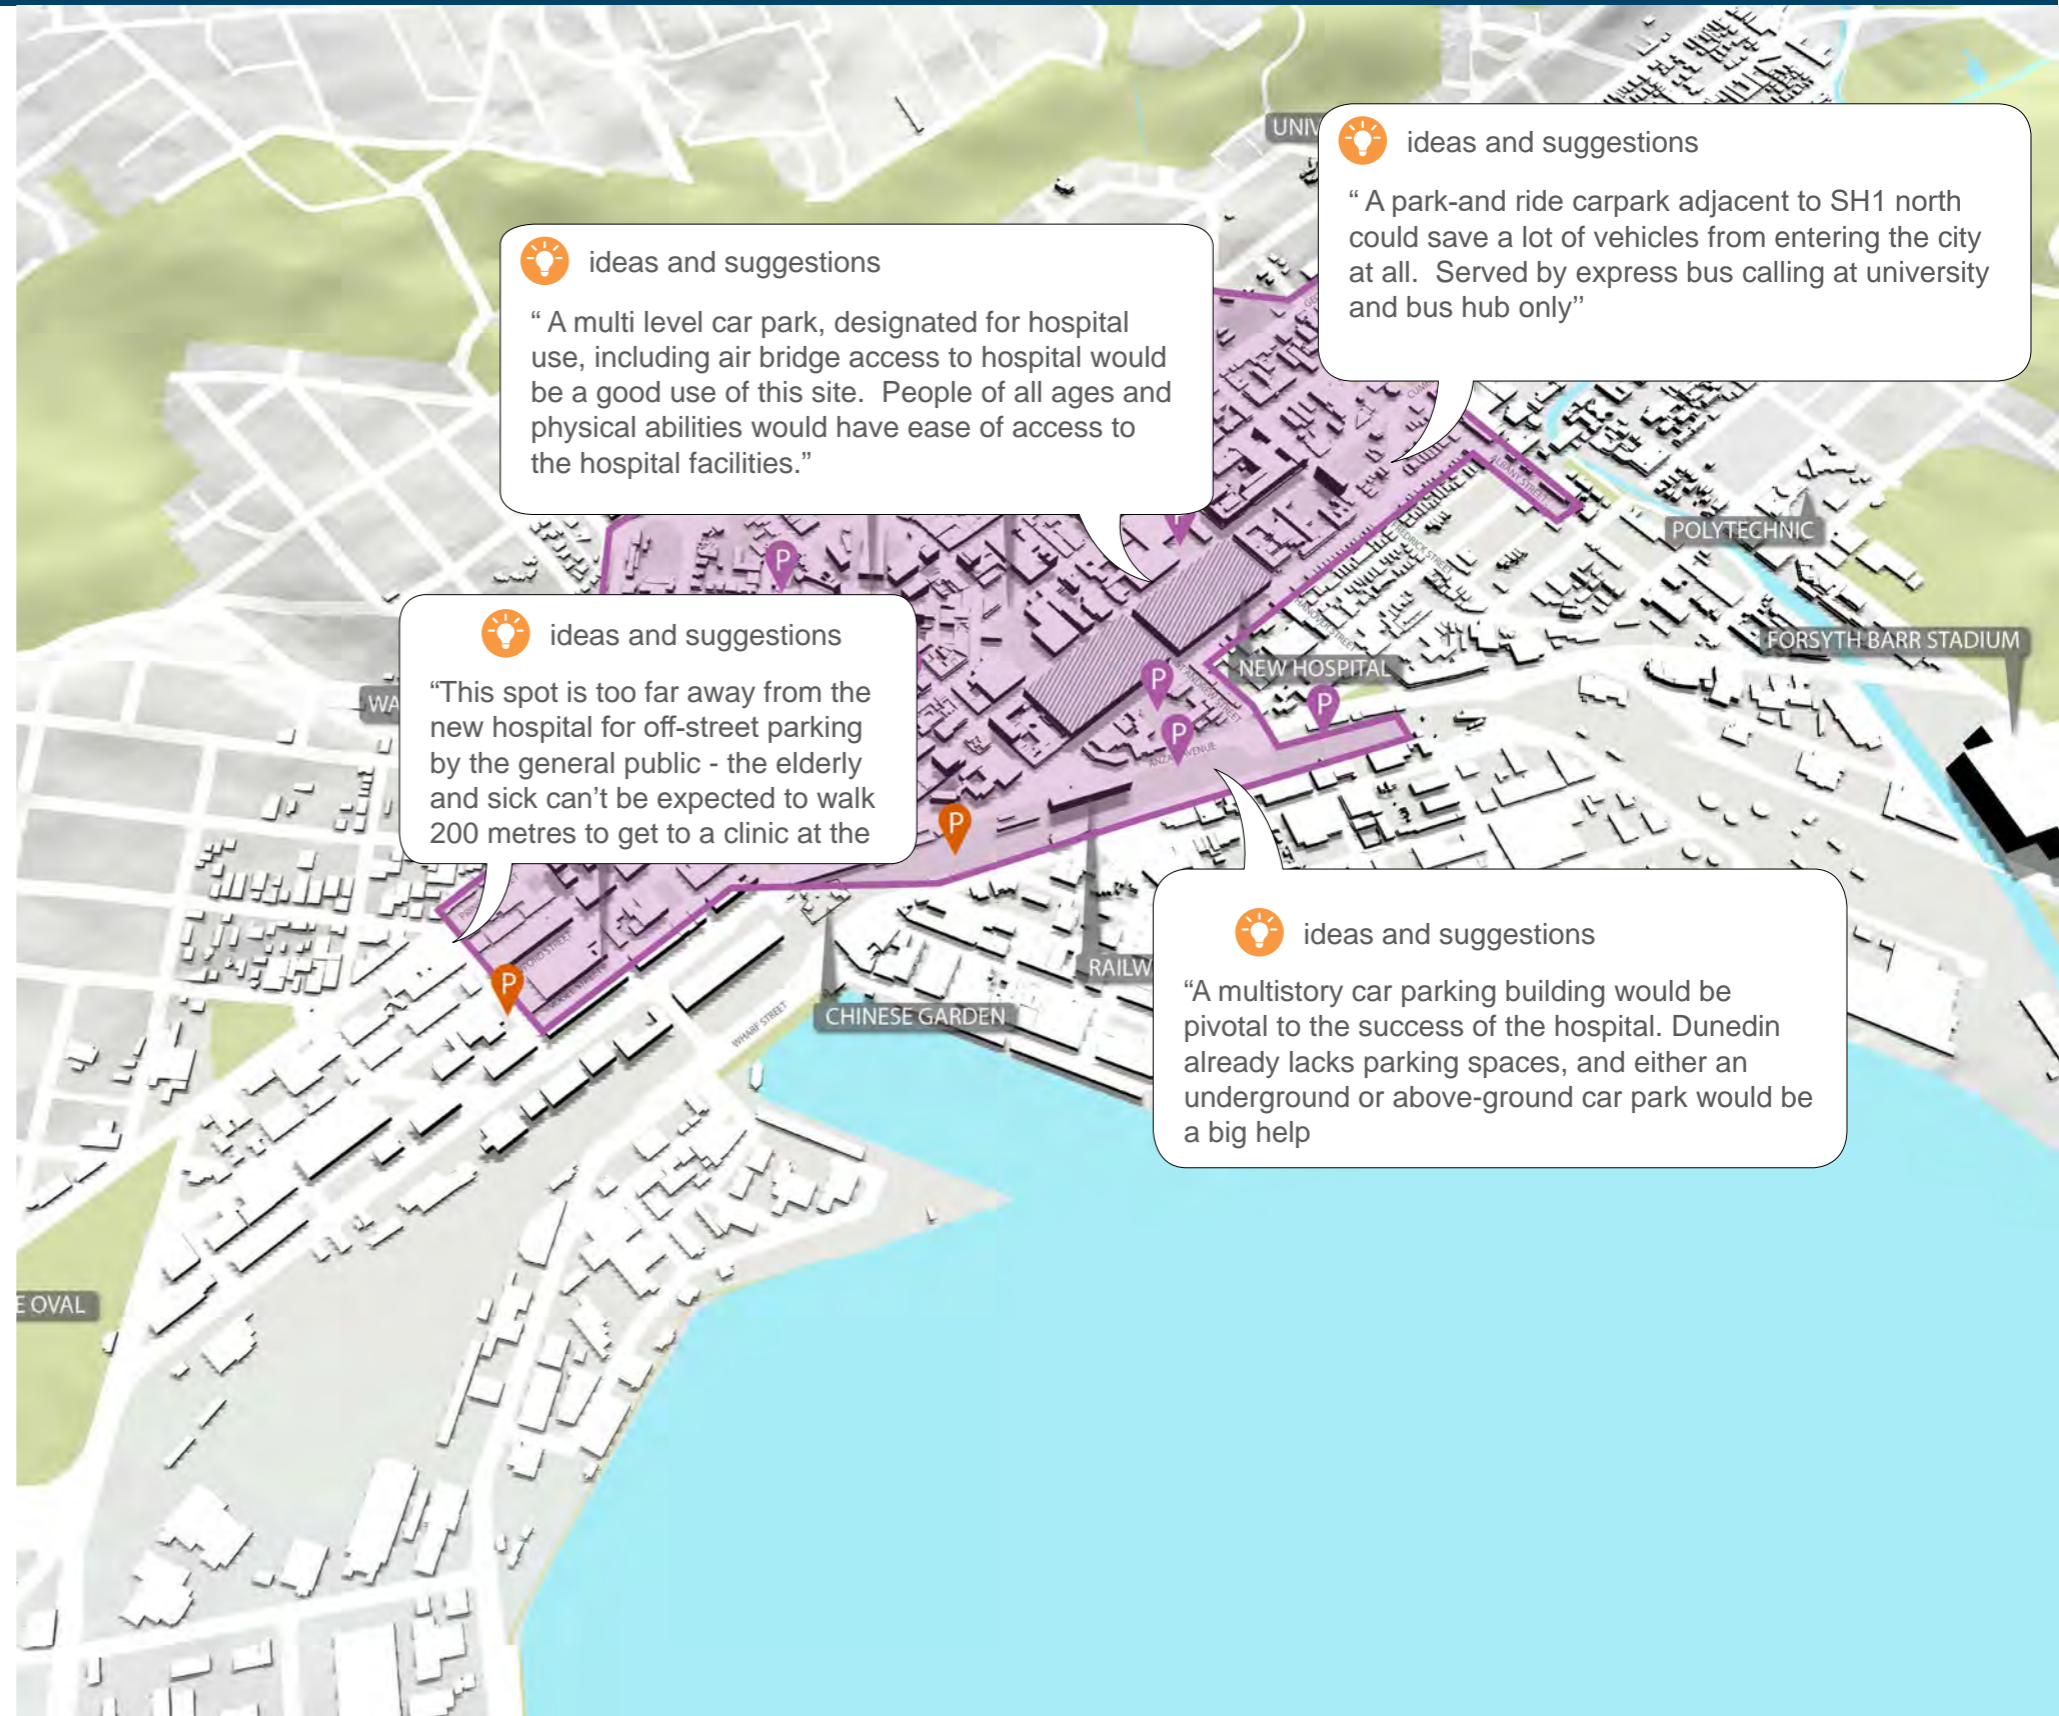 ideas and suggestions
“ A park-and ride carpark adjacent to SH1 north
could save a lot of vehicles from entering the city
at all.  Served by express bus calling at university
and bus hub only”
ideas and suggestions
“ A multi level car park, designated for hospital
use, including air bridge access to hospital would
be a good use of this site.  People of all ages and
physical abilities would have ease of access to
the hospital facilities.”
ALBANY STREET
POLYTECHNIC
P
HANOVER STREET
FORSYTH BARR STADIUM
NEW HOSPITAL
P
P
P
ideas and suggestions
“This spot is too far away from the
new hospital for off-street parking
by the general public - the elderly
and sick can’t be expected to walk
200 metres to get to a clinic at the
P
P
CHINESE GARDEN
WHARF STREET
ideas and suggestions
“A multistory car parking building would be
pivotal to the success of the hospital. Dunedin
already lacks parking spaces, and either an
underground or above-ground car park would be
a big help
OVAL